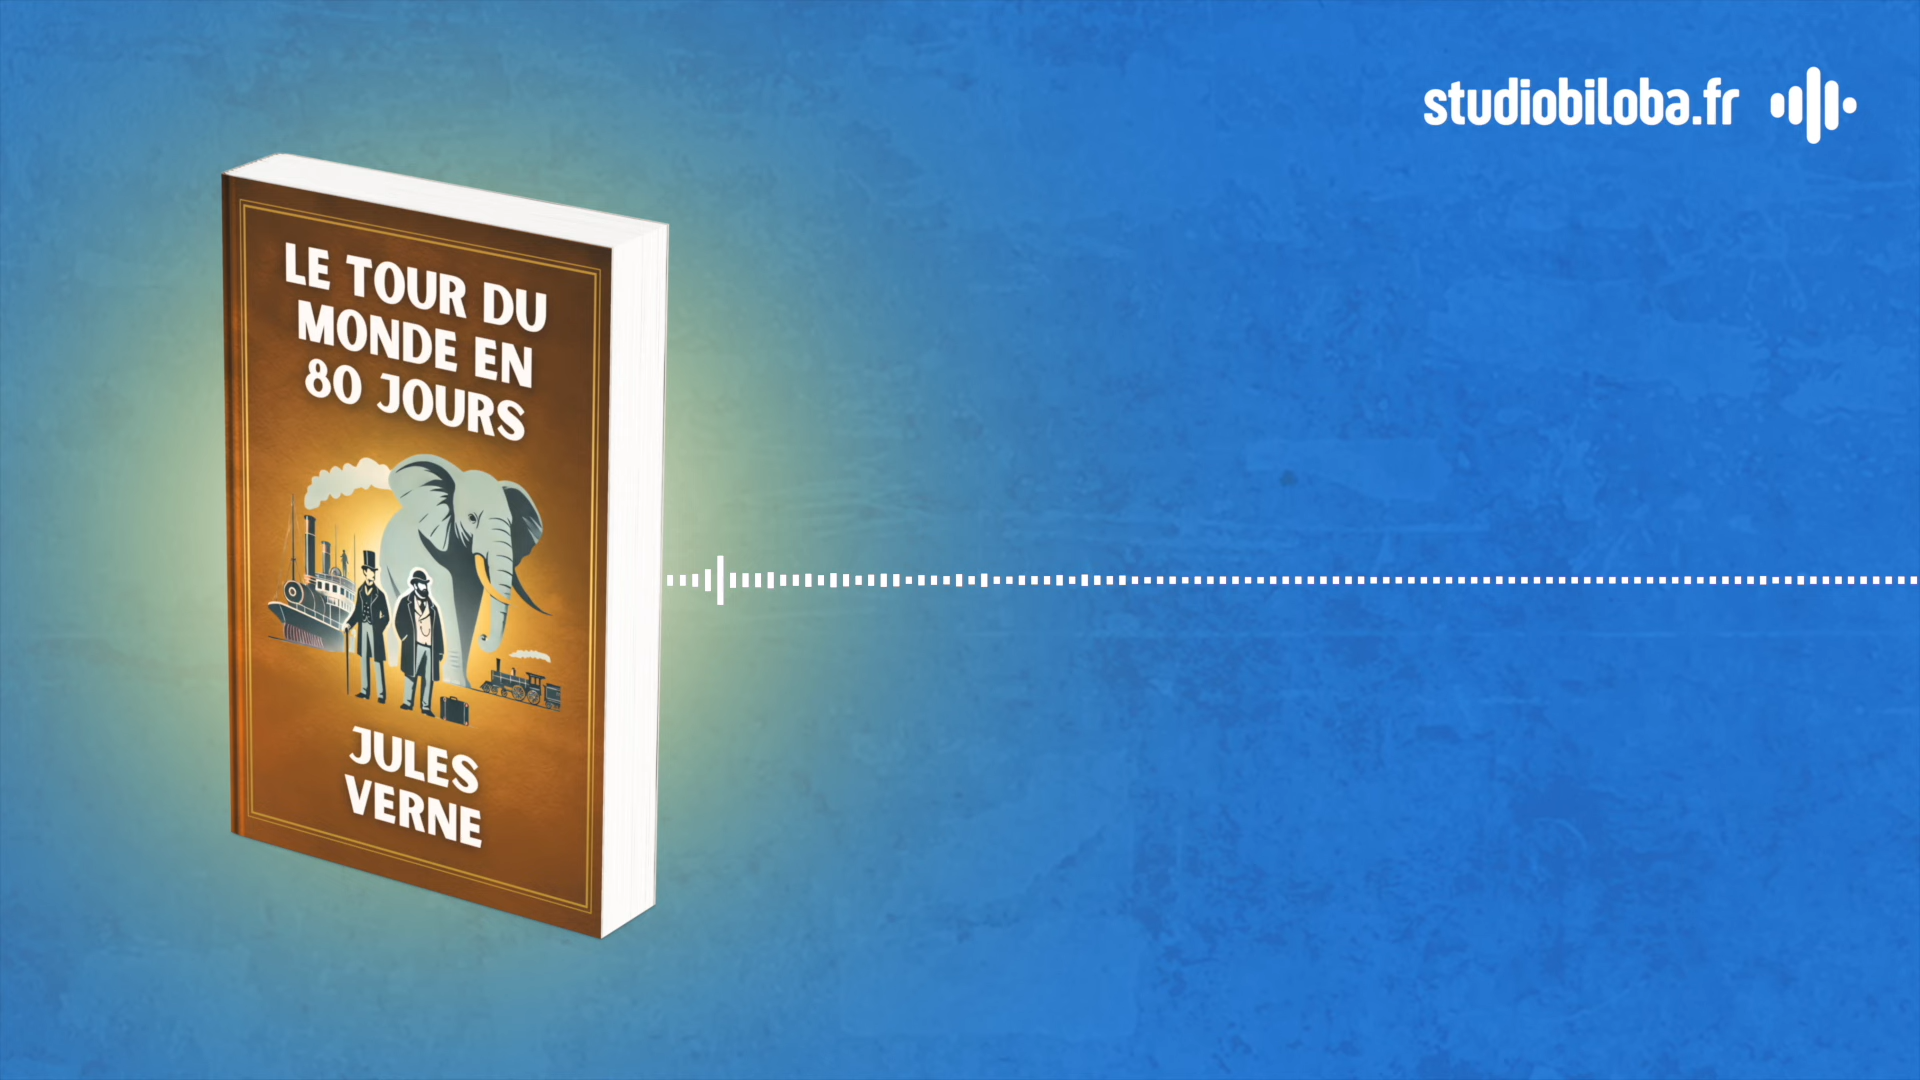 studiobiloba.fr
LE TOUR DU
MONDE EN
80 JOURS
JULES
VERNE